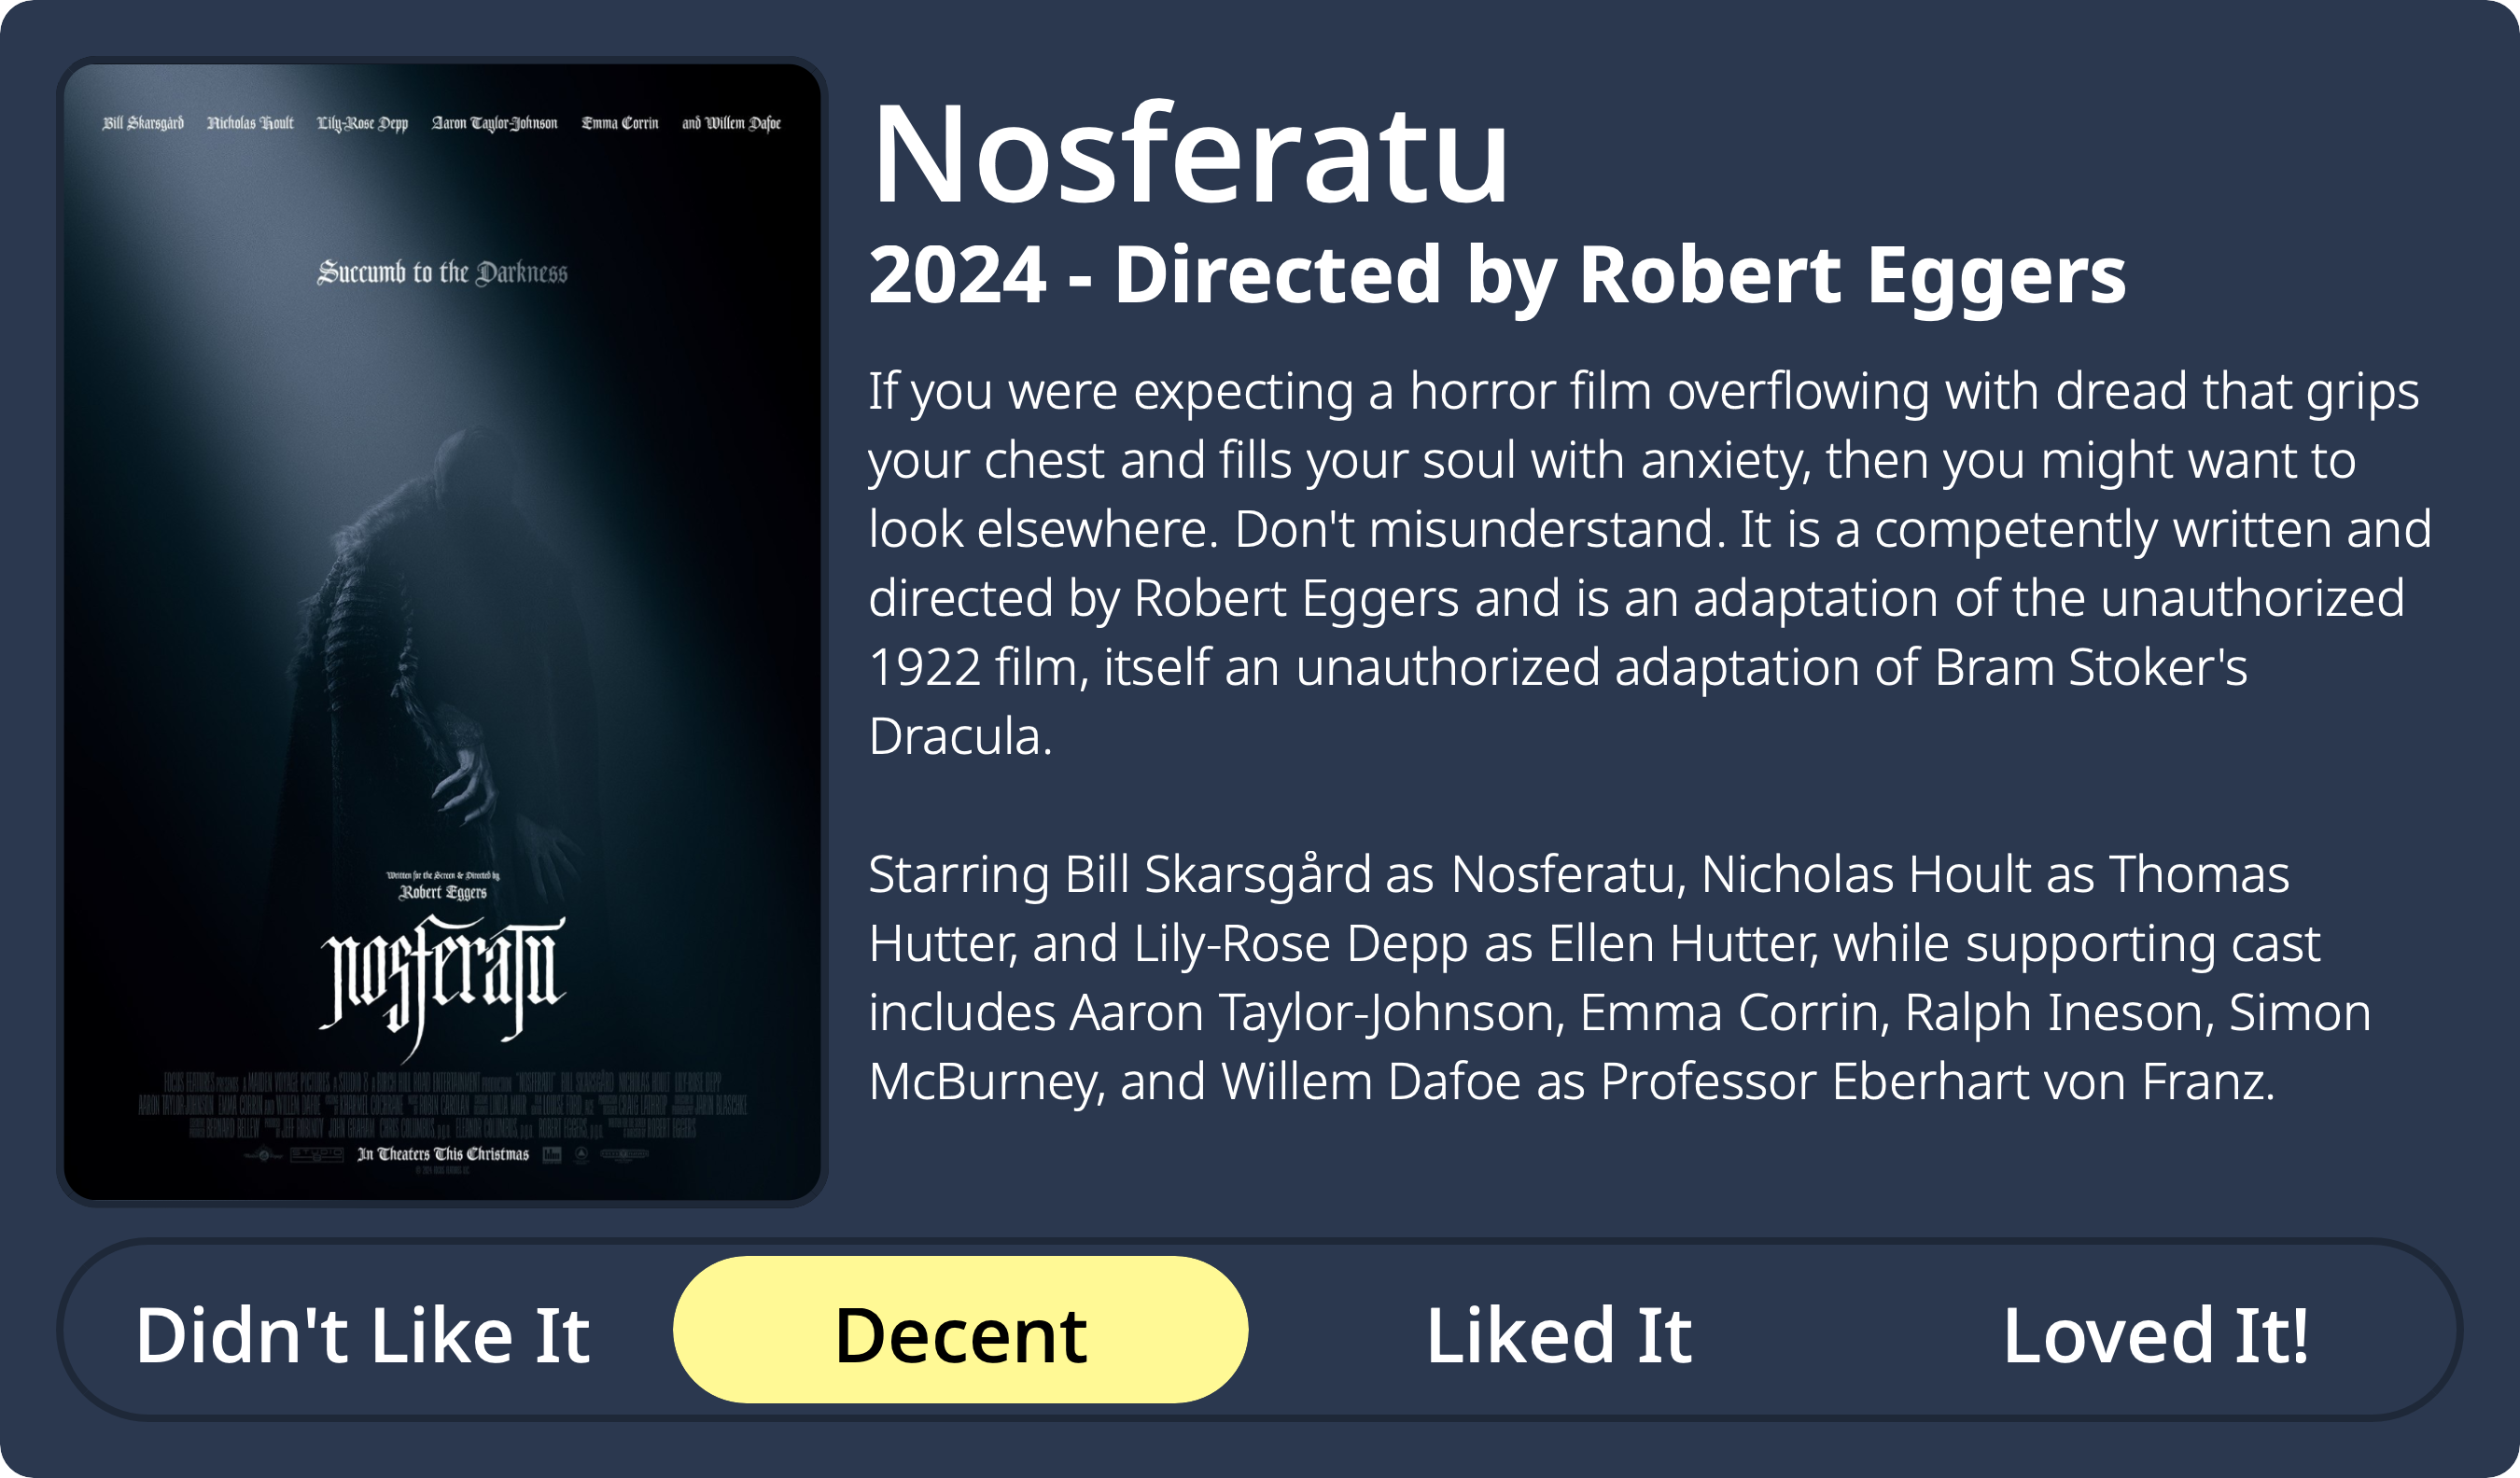 Bill Skarsgård Nicholas Hoult Lily-Rose Depp Aaron Taylor-Johnson Emma Corrin and Willem Dafoe
Succumb to the Darkness
Written for the Screen & Directed by
Robert Eggers
nosferatu
In Theaters This Christmas
Nosferatu
2024 - Directed by Robert Eggers
If you were expecting a horror film overflowing with dread that grips
your chest and fills your soul with anxiety, then you might want to
look elsewhere. Don't misunderstand. It is a competently written and
directed by Robert Eggers and is an adaptation of the unauthorized
1922 film, itself an unauthorized adaptation of Bram Stoker's
Dracula.
Starring Bill Skarsgård as Nosferatu, Nicholas Hoult as Thomas
Hutter, and Lily-Rose Depp as Ellen Hutter, while supporting cast
includes Aaron Taylor-Johnson, Emma Corrin, Ralph Ineson, Simon
McBurney, and Willem Dafoe as Professor Eberhart von Franz.
Didn't Like It
Decent
Liked It
Loved It!